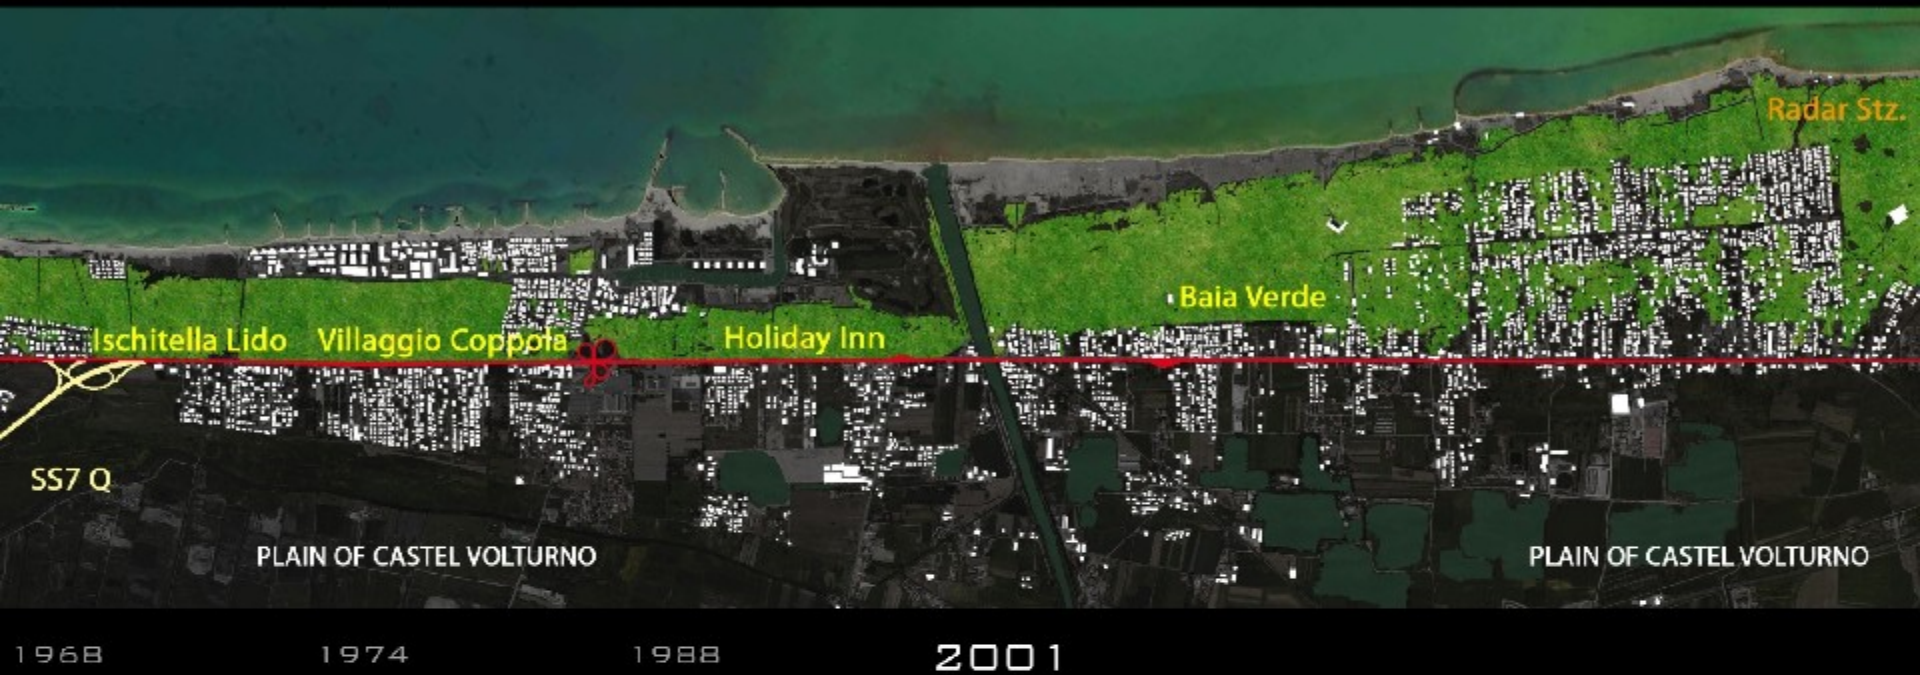 Radar Stz.
Baia Verde
Ischitella Lido
Villaggio Coppola
Holiday Inn
SS7 Q
PLAIN OF CASTEL VOLTURNO
PLAIN OF CASTEL VOLTURNO
1968
1974
1988
2001